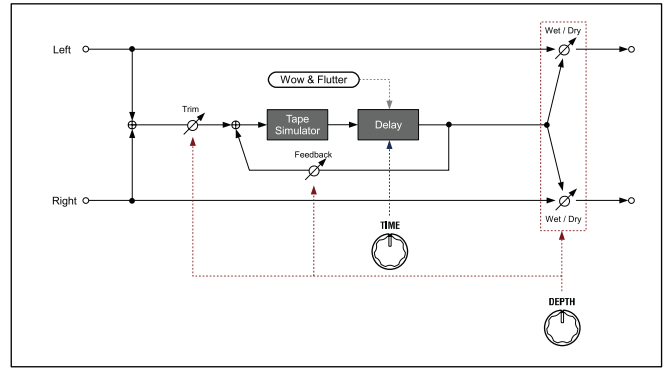 Wet / Dry
Left
Wow & Flutter
Trim
Tape
Simulator
Delay
Feedback
Right
Wet / Dry
TIME
DEPTH